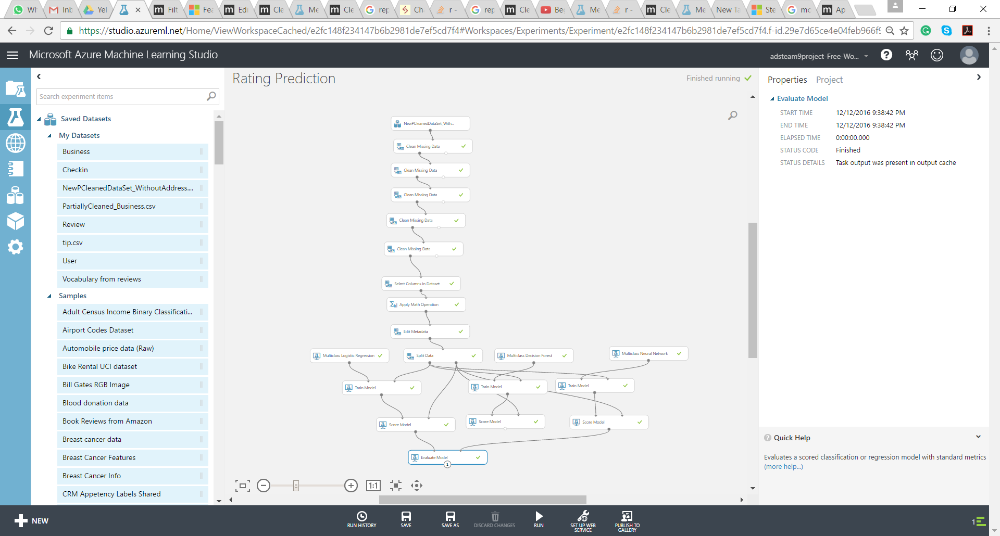 Wh
Inb
Yel
Filt
Fea
Edi
Cle
Me
Cle
rep
Ch
r -
rep
Cle
Be
Me
r -
Cle
Me
New Ta
Ste
mc
Ap
https://studio.azureml.net/Home/ViewWorkspaceCached/e2fc148f234147b6b2981de7ef5cd7f4#Workspaces/Experiments/Experiment/e2fc148f234147b6b2981de7ef5cd7f4.f-id.29e7d65ce4e04feb966f9
Microsoft Azure Machine Learning Studio
adsteam9project-Free-Wo...
Search experiment items
Saved Datasets
My Datasets
Business
Checkin
NewPCleanedDataSet_WithoutAddress....
PartiallyCleaned_Business.csv
Review
tip.csv
User
Vocabulary from reviews
Samples
Adult Census Income Binary Classificati...
Airport Codes Dataset
Automobile price data (Raw)
Bike Rental UCI dataset
Bill Gates RGB Image
Blood donation data
Book Reviews from Amazon
Breast cancer data
Breast Cancer Features
Breast Cancer Info
CRM Appetency Labels Shared
Rating Prediction
Finished running
NewPCleanedDataSet_With...
Clean Missing Data
Clean Missing Data
Clean Missing Data
Clean Missing Data
Clean Missing Data
Select Columns in Dataset
Apply Math Operation
Edit Metadata
Multiclass Logistic Regression
Split Data
Multiclass Decision Forest
Multiclass Neural Network
Train Model
Train Model
Train Model
Score Model
Score Model
Score Model
Evaluate Model
1
1:1
Properties
Project
Evaluate Model
START TIME 12/12/2016 9:38:42 PM
END TIME 12/12/2016 9:38:42 PM
ELAPSED TIME 0:00:00.000
STATUS CODE Finished
STATUS DETAILS Task output was present in output cache
Quick Help
Evaluates a scored classification or regression model with standard metrics
(more help...)
NEW
RUN HISTORY
SAVE
SAVE AS
DISCARD CHANGES
RUN
SET UP WEB
SERVICE
PUBLISH TO
GALLERY
1